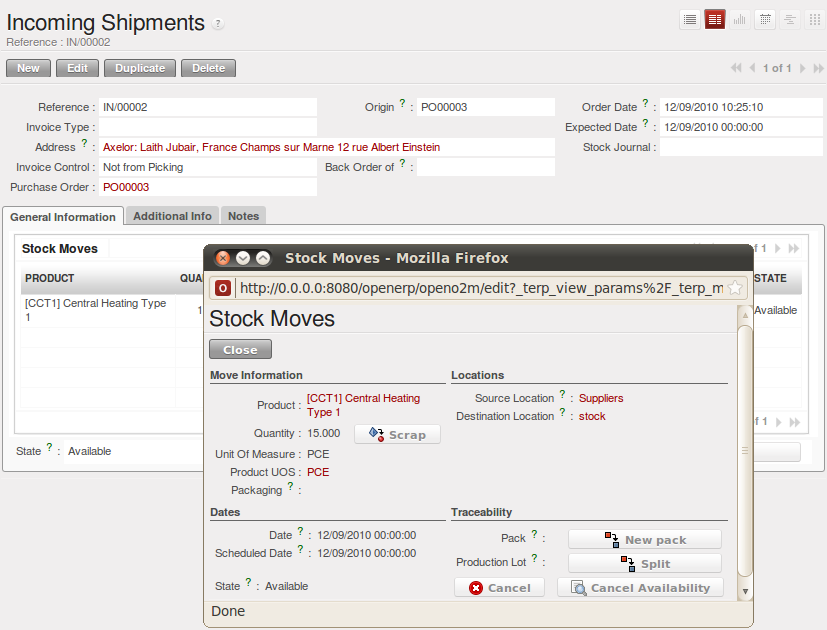 Incoming Shipments ?
Reference : IN/00002
New Edit Duplicate Delete
1 of 1
Reference : IN/00002 Origin ? : PO00003 Order Date ? : 12/09/2010 10:25:10
Invoice Type : Expected Date ? : 12/09/2010 00:00:00
Address ? : Axelor: Laith Jubair, France Champs sur Marne 12 rue Albert Einstein Stock Journal :
Invoice Control : Not from Picking Back Order of ? :
Purchase Order : PO00003
General Information Additional Info Notes
Stock Moves
f 1
PRODUCT QUA STATE
[CCT1] Central Heating Type 1 Available
1
f 1
State ? : Available
Stock Moves - Mozilla Firefox
http://0.0.0.0:8080/openerp/openo2m/edit?_terp_view_params%2F_terp_m
Stock Moves
Close
Move Information Locations
Product : [CCT1] Central Heating Source Location ? : Suppliers
Type 1 Destination Location ? : stock
Quantity : 15.000 Scrap
Unit Of Measure : PCE
Product UOS : PCE
Packaging ? :
Dates Traceability
Date ? : 12/09/2010 00:00:00 Pack ? : New pack
Scheduled Date ? : 12/09/2010 00:00:00 Production Lot ? : Split
State ? : Available Cancel Cancel Availability
Done